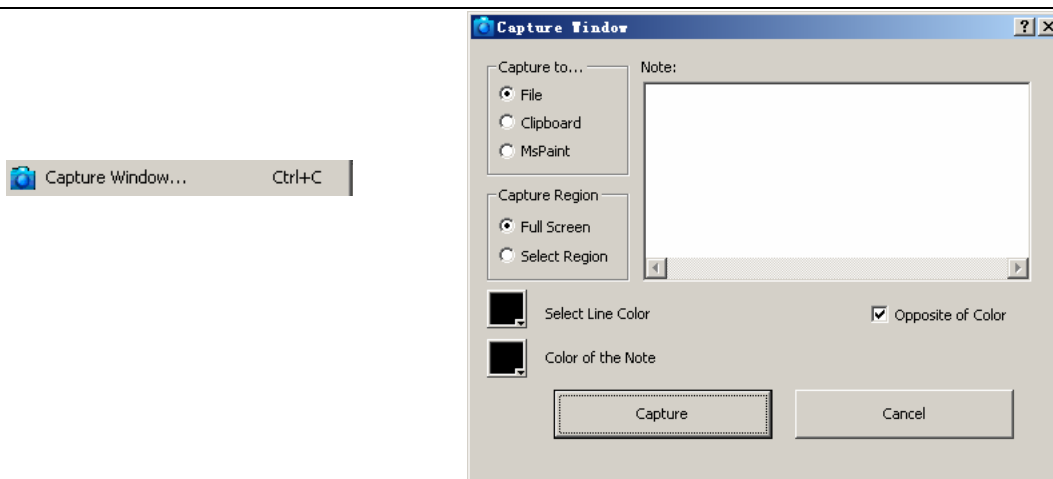 Capture Window... Ctrl+C
Capture Window
Capture to...
File
Clipboard
MsPaint
Capture Region
Full Screen
Select Region
Note:
Select Line Color
Opposite of Color
Color of the Note
Capture
Cancel